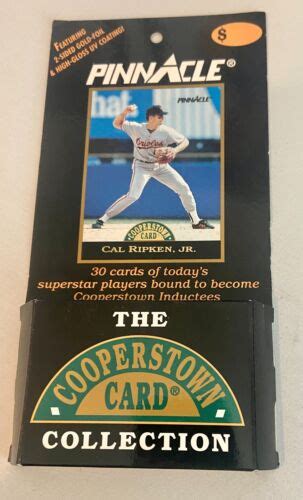 FEATURING
2-SIDED GOLD-FOIL
& HIGH-GLOSS UV COATING!
$
PINNACLE®
hat
PINNACLE
Orioles
COOPERSTOWN
CARD
CAL RIPKEN, JR.
30 cards of today's
superstar players bound to become
Cooperstown Inductees
THE
COOPERSTOWN
CARD®
COLLECTION